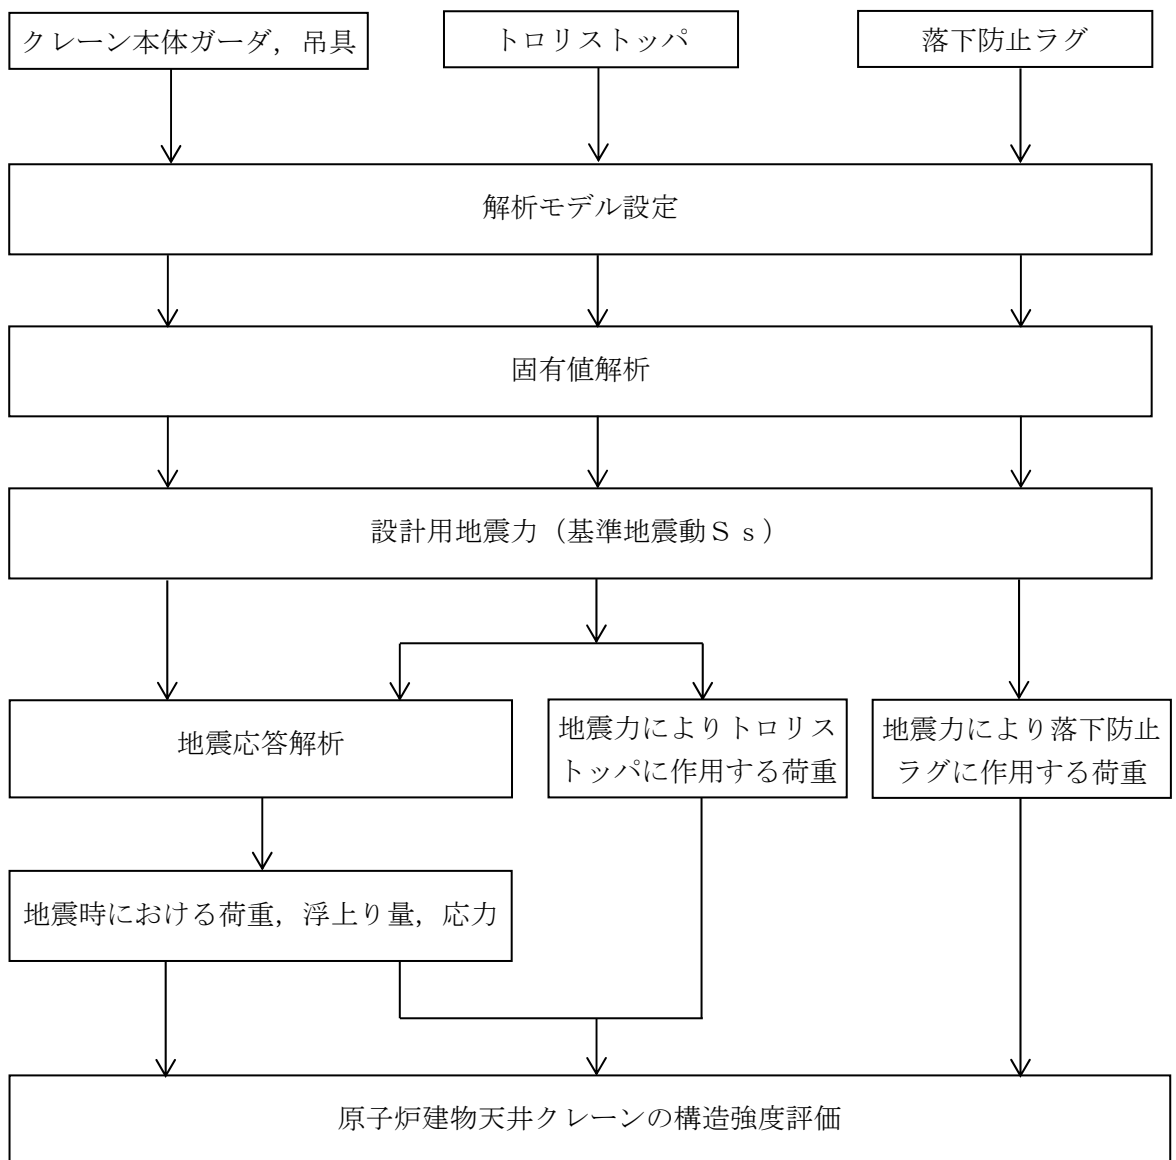 クレーン本体ガーダ，吊具
トロリストッパ
落下防止ラグ
解析モデル設定
固有値解析
設計用地震力（基準地震動Ｓｓ）
地震応答解析
地震力によりトロリス
トッパに作用する荷重
地震力により落下防止
ラグに作用する荷重
地震時における荷重，浮上り量，応力
原子炉建物天井クレーンの構造強度評価